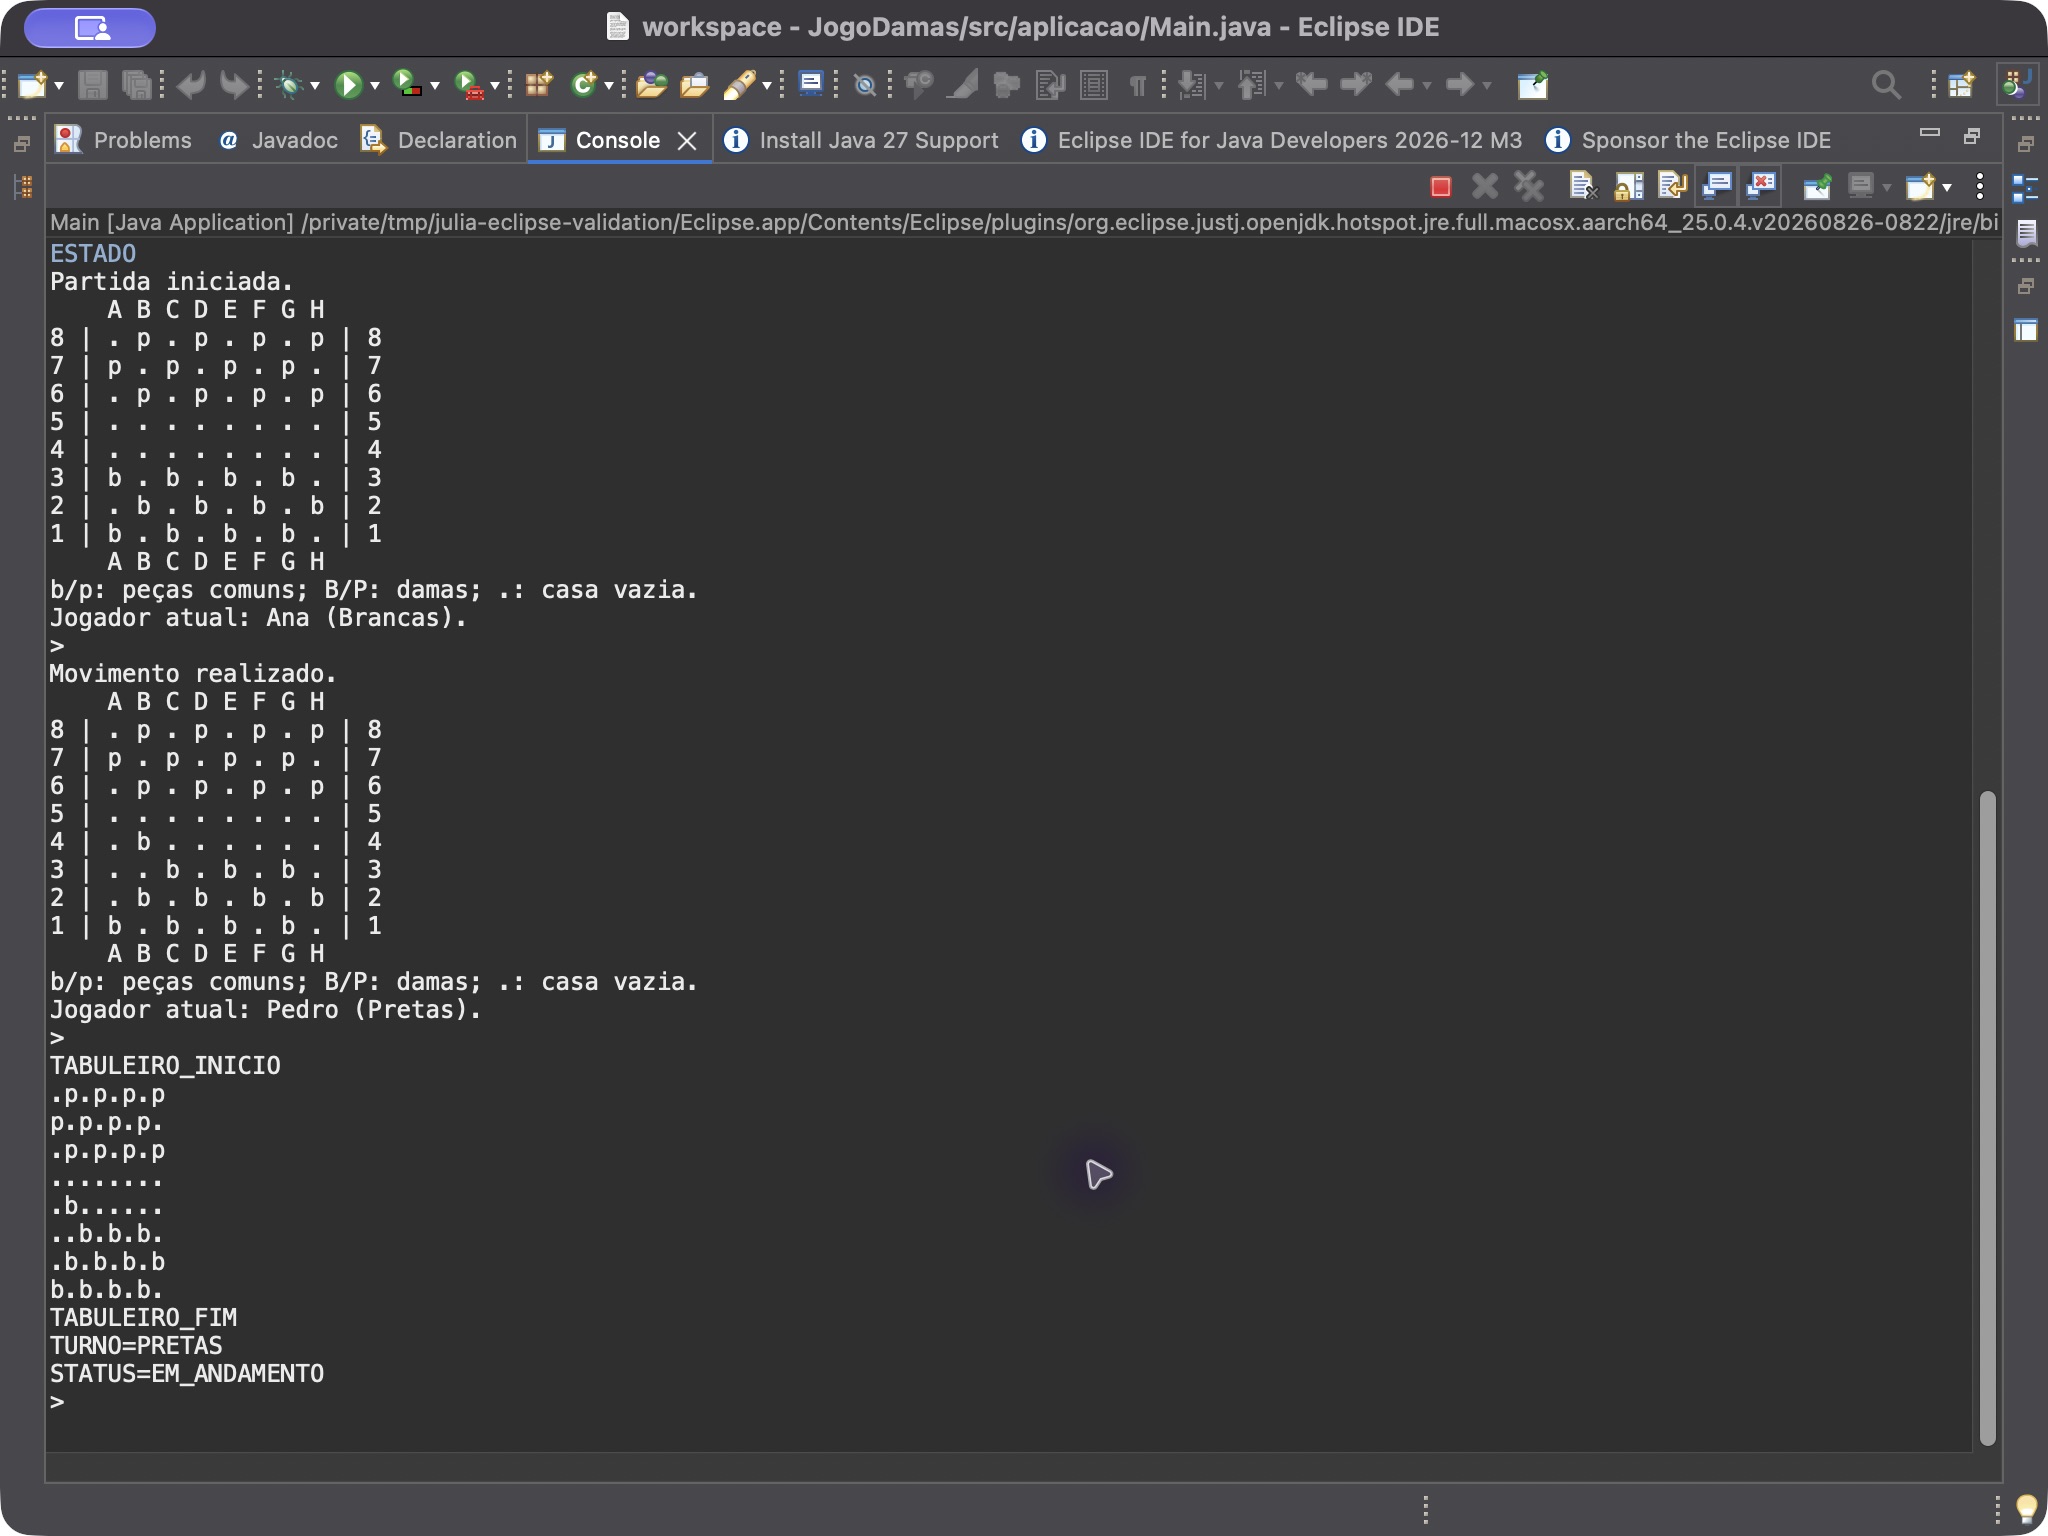 workspace - JogoDamas/src/aplicacao/Main.java - Eclipse IDE
Problems @ Javadoc Declaration Console Install Java 27 Support Eclipse IDE for Java Developers 2026-12 M3 Sponsor the Eclipse IDE
Main [Java Application] /private/tmp/julia-eclipse-validation/Eclipse.app/Contents/Eclipse/plugins/org.eclipse.justj.openjdk.hotspot.jre.full.macosx.aarch64_25.0.4.v20260826-0822/jre/bi
ESTADO
Partida iniciada.
    A B C D E F G H
8 | . p . p . p . p | 8
7 | p . p . p . p . | 7
6 | . p . p . p . p | 6
5 | . . . . . . . . | 5
4 | . . . . . . . . | 4
3 | b . b . b . b . | 3
2 | . b . b . b . b | 2
1 | b . b . b . b . | 1
    A B C D E F G H
b/p: peças comuns; B/P: damas; .: casa vazia.
Jogador atual: Ana (Brancas).
>
Movimento realizado.
    A B C D E F G H
8 | . p . p . p . p | 8
7 | p . p . p . p . | 7
6 | . p . p . p . p | 6
5 | . . . . . . . . | 5
4 | . b . . . . . . | 4
3 | . . b . b . b . | 3
2 | . b . b . b . b | 2
1 | b . b . b . b . | 1
    A B C D E F G H
b/p: peças comuns; B/P: damas; .: casa vazia.
Jogador atual: Pedro (Pretas).
>
TABULEIRO_INICIO
.p.p.p.p
p.p.p.p.
.p.p.p.p
........
.b......
..b.b.b.
.b.b.b.b
b.b.b.b.
TABULEIRO_FIM
TURNO=PRETAS
STATUS=EM_ANDAMENTO
>